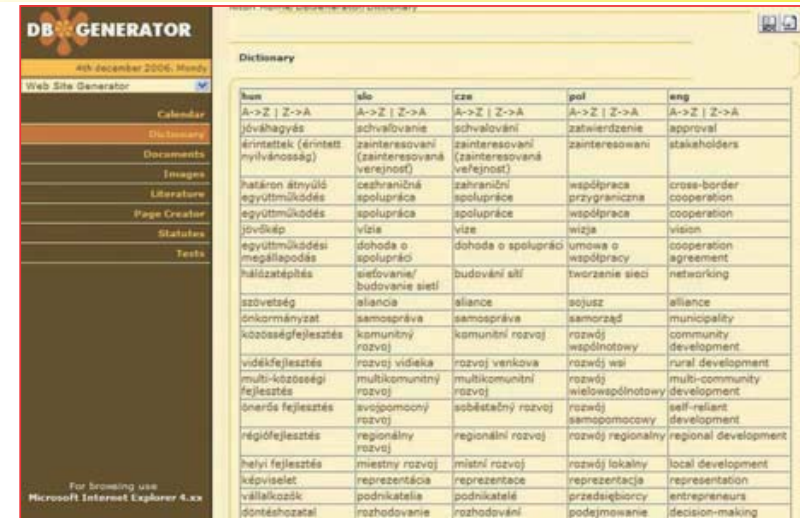 DB GENERATOR
4th december 2006. Mondy
Web Site Generator
Calendar
Dictionary
Documents
Images
Literature
Page Creator
Statutes
Tests
For browsing use
Microsoft Internet Explorer 4.xx
Dictionary
hun slo cze pol eng
A->Z | Z->A A->Z | Z->A A->Z | Z->A A->Z | Z->A A->Z | Z->A
jóváhagyás schvaľovanie schvalování zatwierdzenie approval
érintettek (érintett zainteresovaní zainteresovaní zainteresowani stakeholders
nyilvánosság) (zainteresovaná (zainteresovaná
verejnosť) veřejnost)
határon átnyúló cezhraničná zahraniční współpraca cross-border
együttműködés spolupráca spolupráce przygraniczna cooperation
együttműködés spolupráca spolupráce współpraca cooperation
jövőkép vízia vize wizja vision
együttműködési dohoda o dohoda o spolupráci umowa o cooperation
megállapodás spolupráci współpracy agreement
hálózatépítés sieťovanie/ budování sítí tworzenie sieci networking
budovanie sietí
szövetség aliancia aliance sojusz alliance
önkormányzat samospráva samospráva samorząd municipality
közösségfejlesztés komunitný komunitní rozvoj rozwój community
rozvoj wspólnotowy development
vidékfejlesztés rozvoj vidieka rozvoj venkova rozwój wsi rural development
multi-közösségi multikomunitný multikomunitní rozwój multi-community
fejlesztés rozvoj rozvoj wielowspólnotowy development
önerős fejlesztés svojpomocný soběstačný rozvoj rozwój self-reliant
rozvoj samopomocowy development
régiófejlesztés regionálny regionální rozvoj rozwój regionalny regional development
rozvoj
helyi fejlesztés miestny rozvoj místní rozvoj rozwój lokalny local development
képviselet reprezentácia reprezentace reprezentacja representation
vállalkozók podnikatelia podnikatelé przedsiębiorcy entrepreneurs
döntéshozatal rozhodovanie rozhodování podejmowanie decision-making